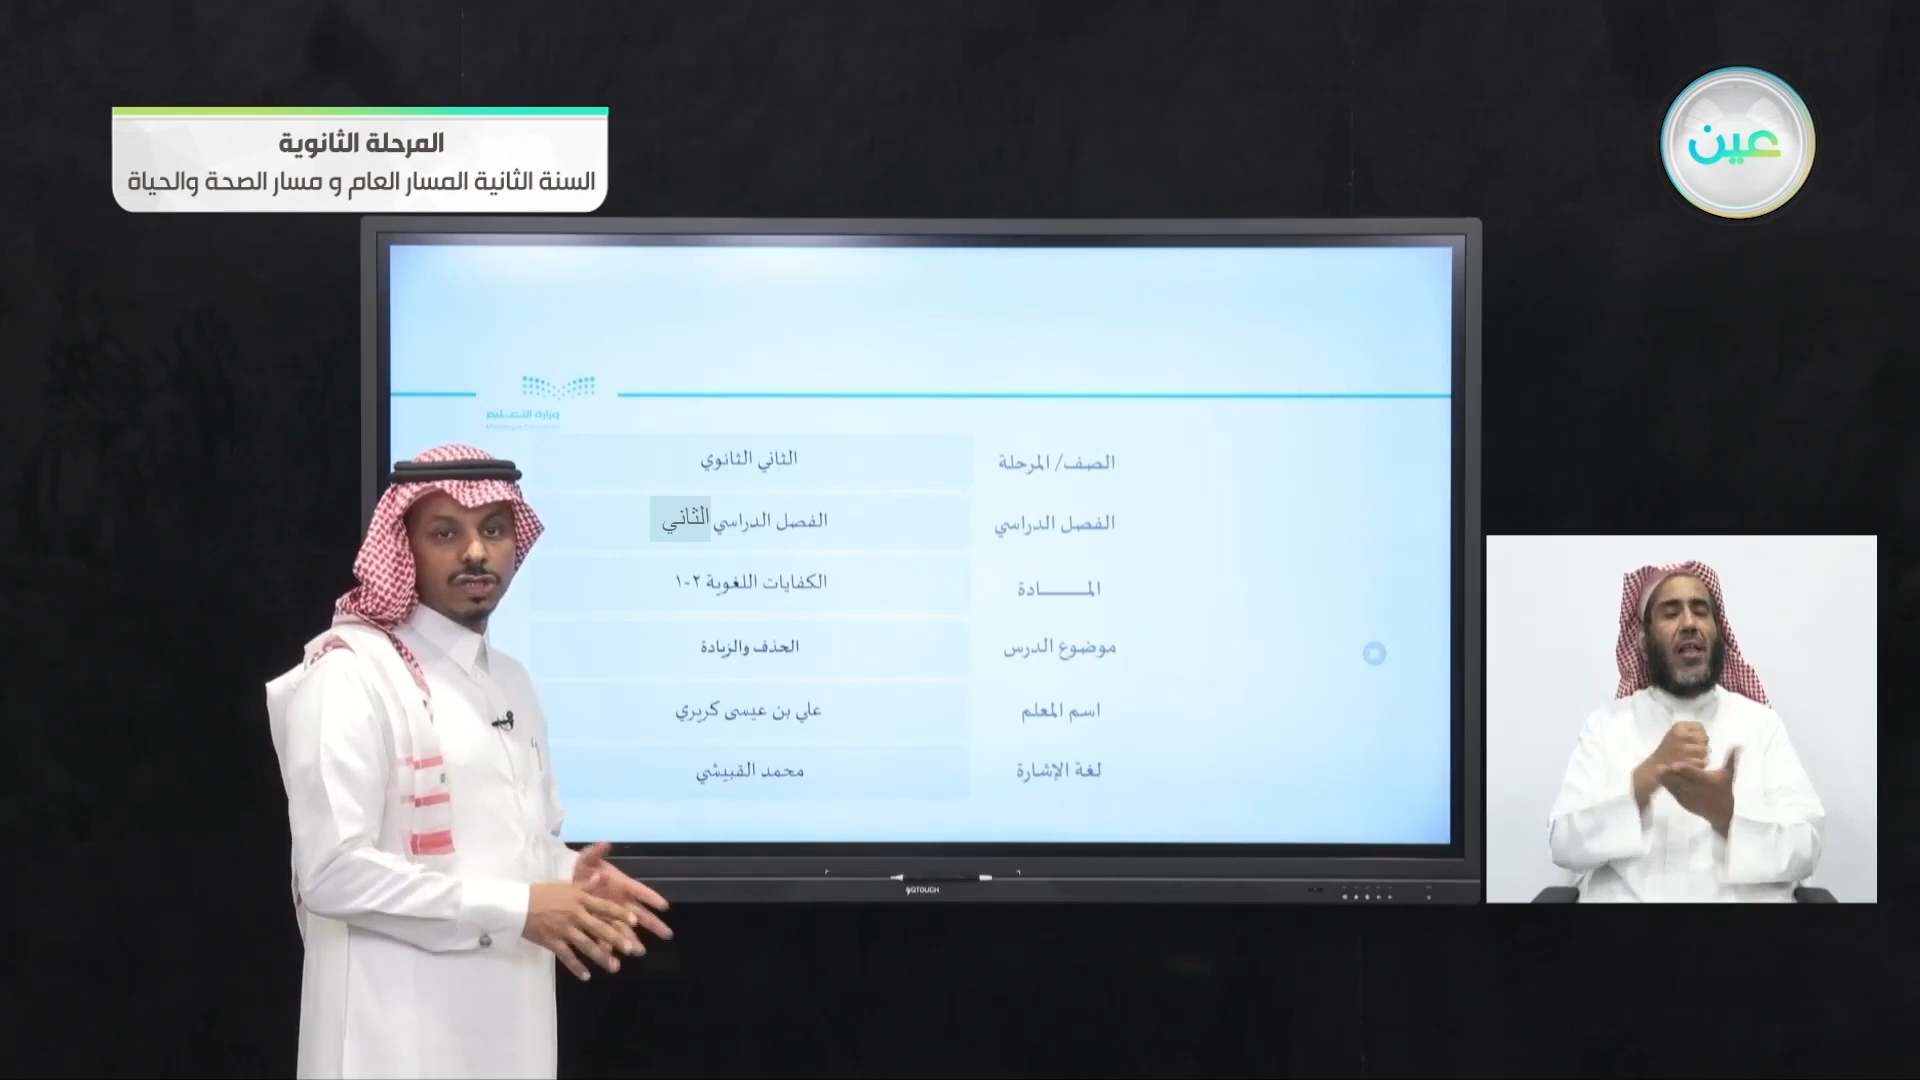 المرحلة الثانوية
السنة الثانية المسار العام و مسار الصحة والحياة
عين
وزارة التعليم
الصف/ المرحلة
الثاني الثانوي
الفصل الدراسي
الفصل الدراسي الثاني
المــــــــادة
الكفايات اللغوية ٢-١
موضوع الدرس
الحذف والزيادة
اسم المعلم
علي بن عيسى كريري
لغة الإشارة
محمد القبيشي